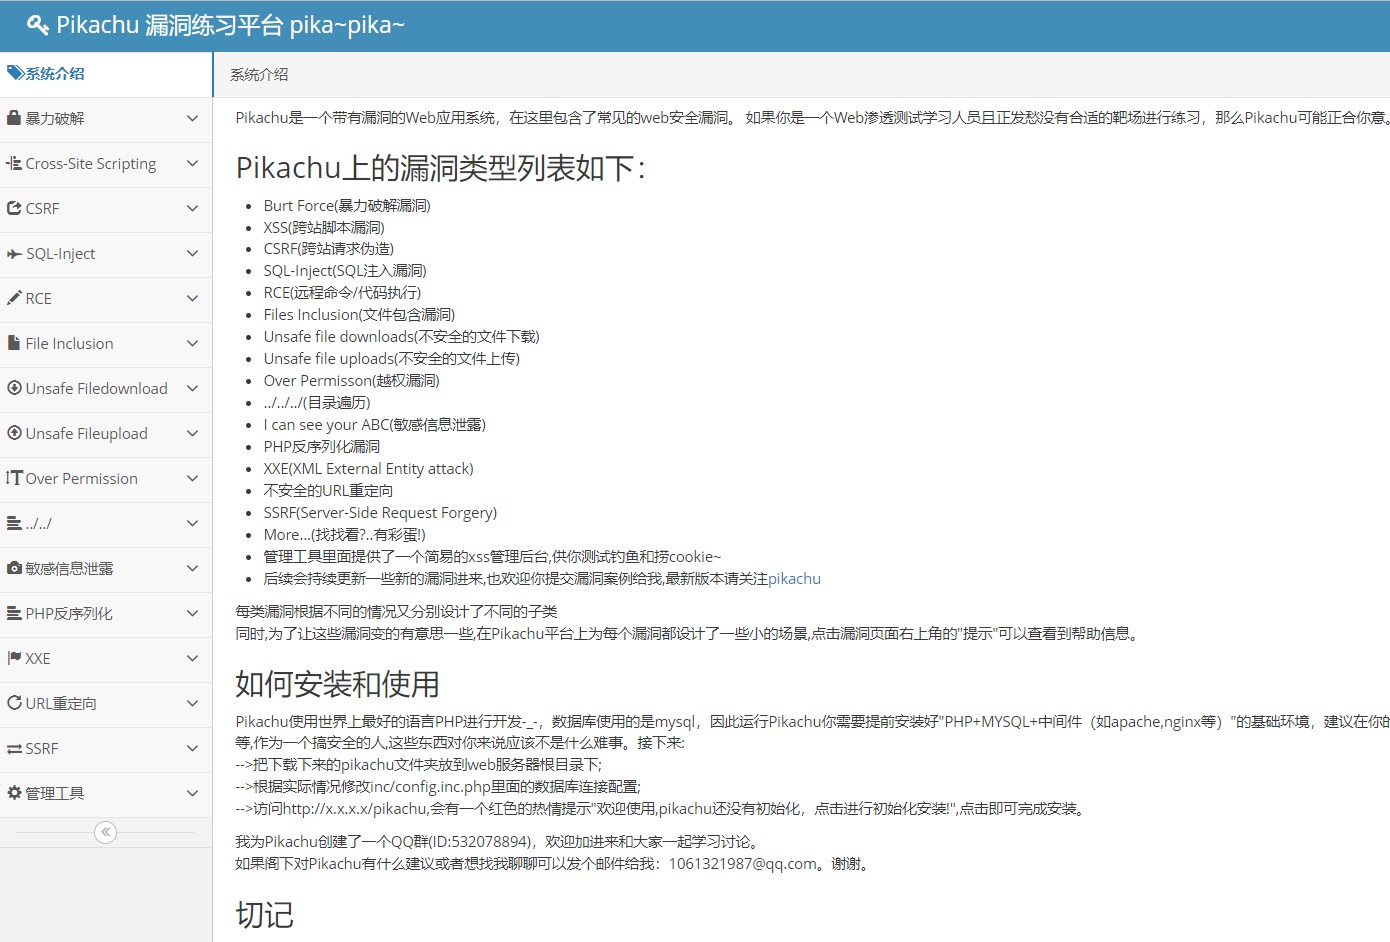 Pikachu 漏洞练习平台 pika~pika~
系统介绍
暴力破解
Cross-Site Scripting
CSRF
SQL-Inject
RCE
File Inclusion
Unsafe Filedownload
Unsafe Fileupload
Over Permission
../../
敏感信息泄露
PHP反序列化
XXE
URL重定向
SSRF
管理工具
系统介绍
Pikachu是一个带有漏洞的Web应用系统，在这里包含了常见的web安全漏洞。 如果你是一个Web渗透测试学习人员且正发愁没有合适的靶场进行练习，那么Pikachu可能正合你意。
Pikachu上的漏洞类型列表如下：
Burt Force(暴力破解漏洞)
XSS(跨站脚本漏洞)
CSRF(跨站请求伪造)
SQL-Inject(SQL注入漏洞)
RCE(远程命令/代码执行)
Files Inclusion(文件包含漏洞)
Unsafe file downloads(不安全的文件下载)
Unsafe file uploads(不安全的文件上传)
Over Permisson(越权漏洞)
../../../(目录遍历)
I can see your ABC(敏感信息泄露)
PHP反序列化漏洞
XXE(XML External Entity attack)
不安全的URL重定向
SSRF(Server-Side Request Forgery)
More...(找找看?..有彩蛋!)
管理工具里面提供了一个简易的xss管理后台,供你测试钓鱼和捞cookie~
后续会持续更新一些新的漏洞进来,也欢迎你提交漏洞案例给我,最新版本请关注pikachu
每类漏洞根据不同的情况又分别设计了不同的子类
同时,为了让这些漏洞变的有意思一些,在Pikachu平台上为每个漏洞都设计了一些小的场景,点击漏洞页面右上角的"提示"可以查看到帮助信息。
如何安装和使用
Pikachu使用世界上最好的语言PHP进行开发-_-，数据库使用的是mysql，因此运行Pikachu你需要提前安装好"PHP+MYSQL+中间件（如apache,nginx等）"的基础环境，建议在你的
等,作为一个搞安全的人,这些东西对你来说应该不是什么难事。接下来:
-->把下载下来的pikachu文件夹放到web服务器根目录下;
-->根据实际情况修改inc/config.inc.php里面的数据库连接配置;
-->访问http://x.x.x.x/pikachu,会有一个红色的热情提示"欢迎使用,pikachu还没有初始化，点击进行初始化安装!",点击即可完成安装。
我为Pikachu创建了一个QQ群(ID:532078894)，欢迎加进来和大家一起学习讨论。
如果阁下对Pikachu有什么建议或者想找我聊聊可以发个邮件给我：1061321987@qq.com。谢谢。
切记